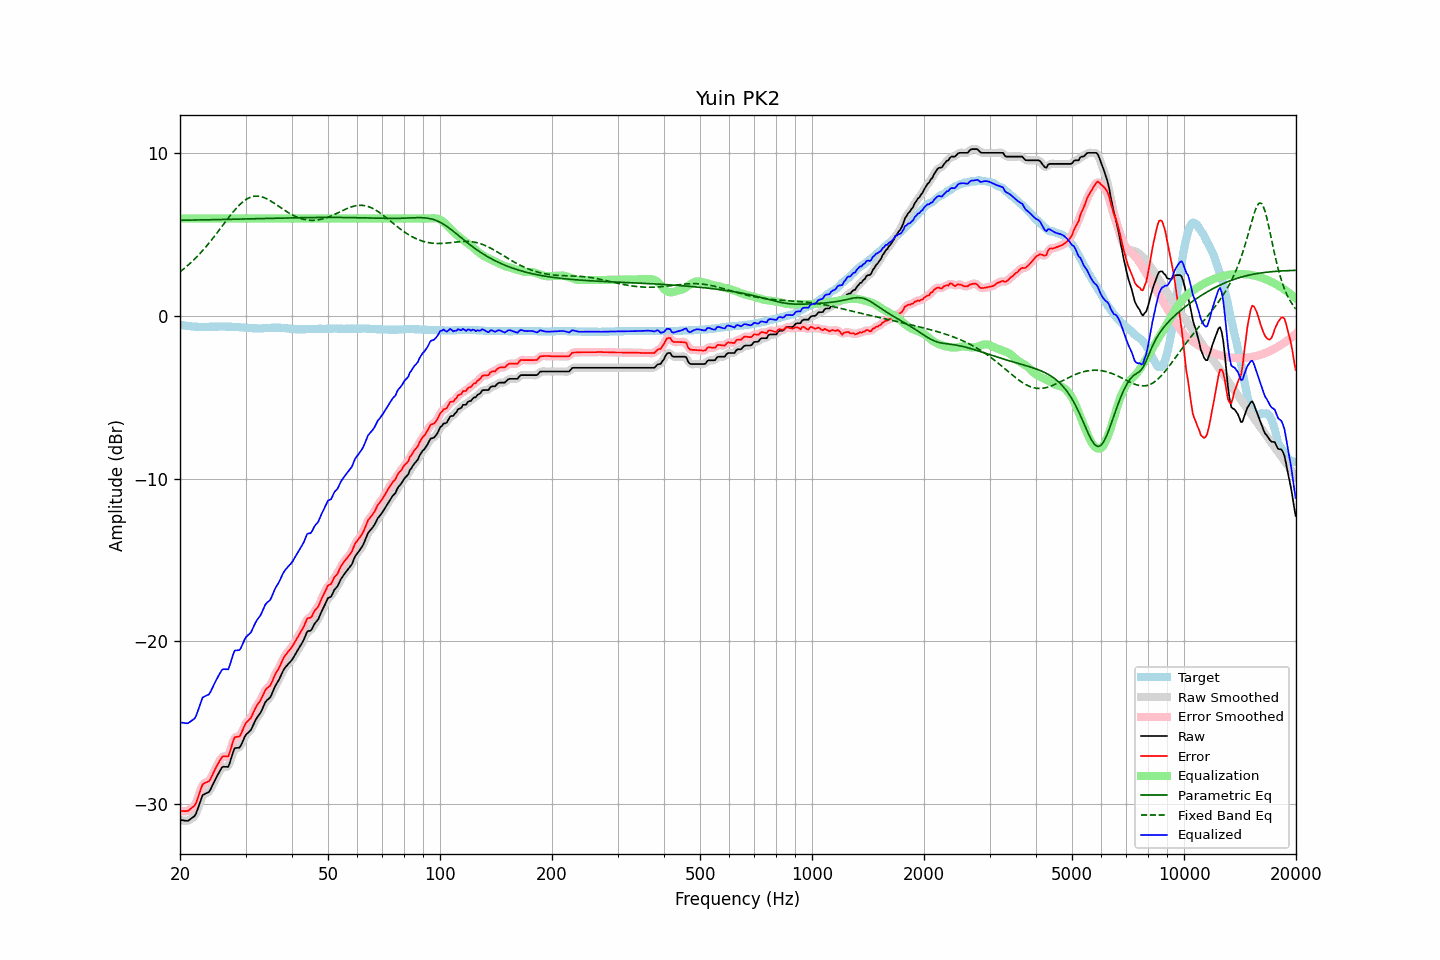 Yuin PK2
Amplitude (dBr)
10
0
−10
−20
−30
20
50
100
200
500
1000
2000
5000
10000
20000
Frequency (Hz)
Target
Raw Smoothed
Error Smoothed
Raw
Error
Equalization
Parametric Eq
Fixed Band Eq
Equalized